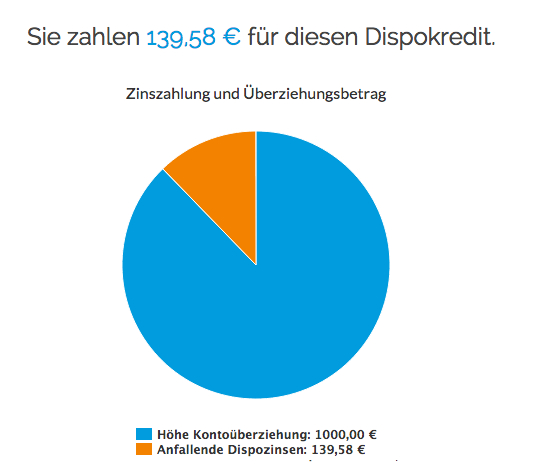 Sie zahlen 139,58 € für diesen Dispokredit.
Zinszahlung und Überziehungsbetrag
Höhe Kontoüberziehung: 1000,00 €
Anfallende Dispozinsen: 139,58 €